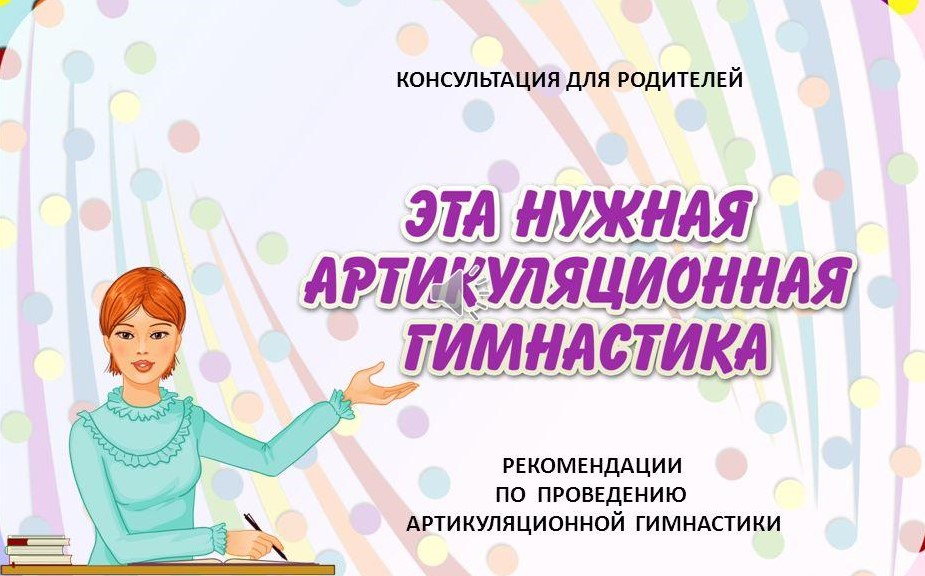 КОНСУЛЬТАЦИЯ ДЛЯ РОДИТЕЛЕЙ
ЭТА НУЖНАЯ
АРТИКУЛЯЦИОННАЯ
ГИМНАСТИКА
РЕКОМЕНДАЦИИ
ПО ПРОВЕДЕНИЮ
АРТИКУЛЯЦИОННОЙ ГИМНАСТИКИ